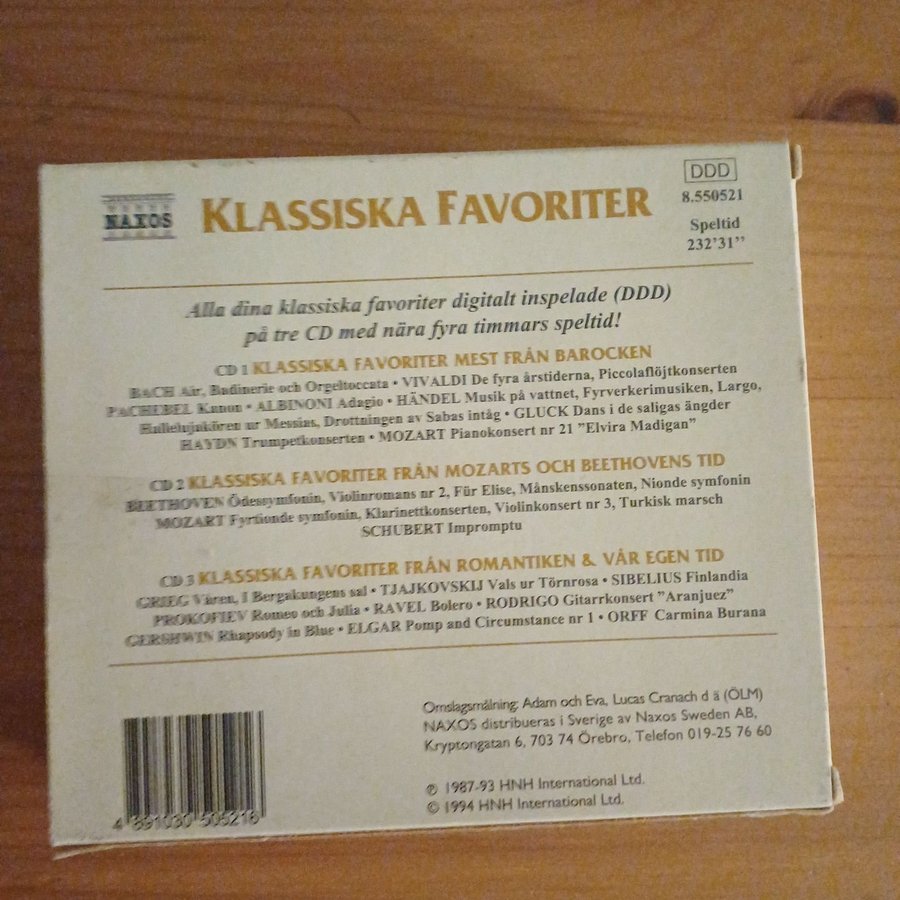 NAXOS
KLASSISKA FAVORITER
DDD
8.550521
Speltid
232'31"
Alla dina klassiska favoriter digitalt inspelade (DDD)
på tre CD med nära fyra timmars speltid!
CD 1 KLASSISKA FAVORITER MEST FRÅN BAROCKEN
BACH Air, Badinerie och Orgeltoccata • VIVALDI De fyra årstiderna, Piccolaflöjtkonserten
PACHEBEL Kanon • ALBINONI Adagio • HÄNDEL Musik på vattnet, Fyrverkerimusiken, Largo,
Hallelujakören ur Messias, Drottningen av Sabas intåg • GLUCK Dans i de saligas ängder
HAYDN Trumpetkonserten • MOZART Pianokonsert nr 21 "Elvira Madigan"
CD 2 KLASSISKA FAVORITER FRÅN MOZARTS OCH BEETHOVENS TID
BEETHOVEN Ödessymfonin, Violinromans nr 2, Für Elise, Månskenssonaten, Nionde symfonin
MOZART Fyrtionde symfonin, Klarinettkonserten, Violinkonsert nr 3, Turkisk marsch
SCHUBERT Impromptu
CD 3 KLASSISKA FAVORITER FRÅN ROMANTIKEN & VÅR EGEN TID
GRIEG Våren, I Bergakungens sal • TJAJKOVSKIJ Vals ur Törnrosa • SIBELIUS Finlandia
PROKOFIEV Romeo och Julia • RAVEL Bolero • RODRIGO Gitarrkonsert "Aranjuez"
GERSHWIN Rhapsody in Blue • ELGAR Pomp and Circumstance nr 1 • ORFF Carmina Burana
Omslagsmålning: Adam och Eva, Lucas Cranach d ä (ÖLM)
NAXOS distribueras i Sverige av Naxos Sweden AB,
Kryptongatan 6, 703 74 Örebro, Telefon 019-25 76 60
℗ 1987-93 HNH International Ltd.
© 1994 HNH International Ltd.
4 891030 505216